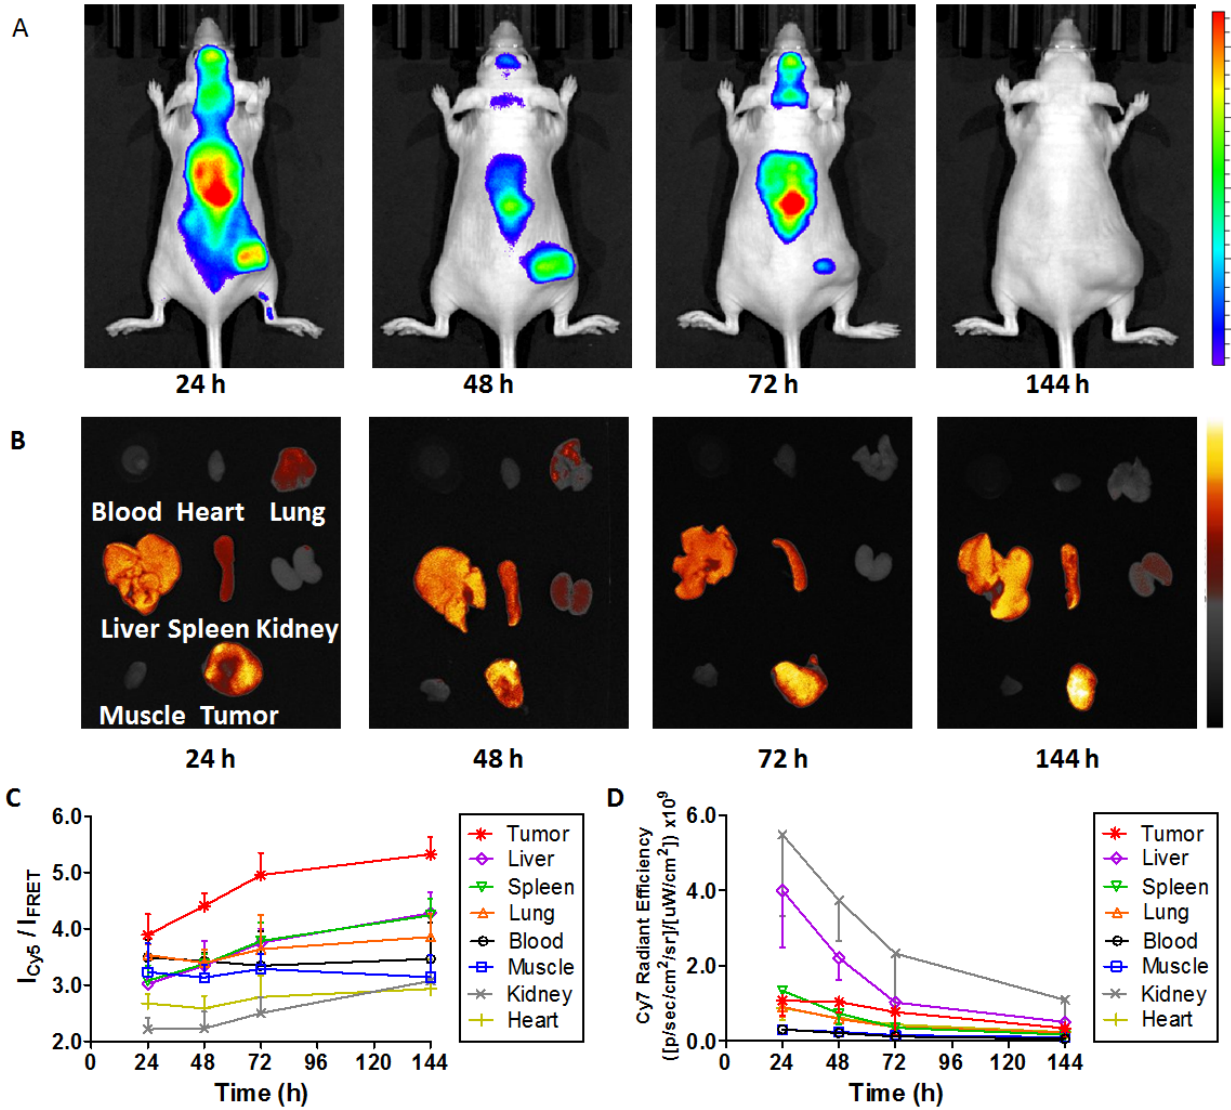 A
24 h 48 h 72 h 144 h
B
Blood Heart Lung
Liver Spleen Kidney
Muscle Tumor
24 h 48 h 72 h 144 h
C
I_Cy5 / I_FRET
6.0
5.0
4.0
3.0
2.0
0 24 48 72 96 120 144
Time (h)
Tumor
Liver
Spleen
Lung
Blood
Muscle
Kidney
Heart
D
Cy7 Radiant Efficiency
([p/sec/cm²/sr]/[uW/cm²]) x10⁹
6.0
4.0
2.0
0.0
0 24 48 72 96 120 144
Time (h)
Tumor
Liver
Spleen
Lung
Blood
Muscle
Kidney
Heart